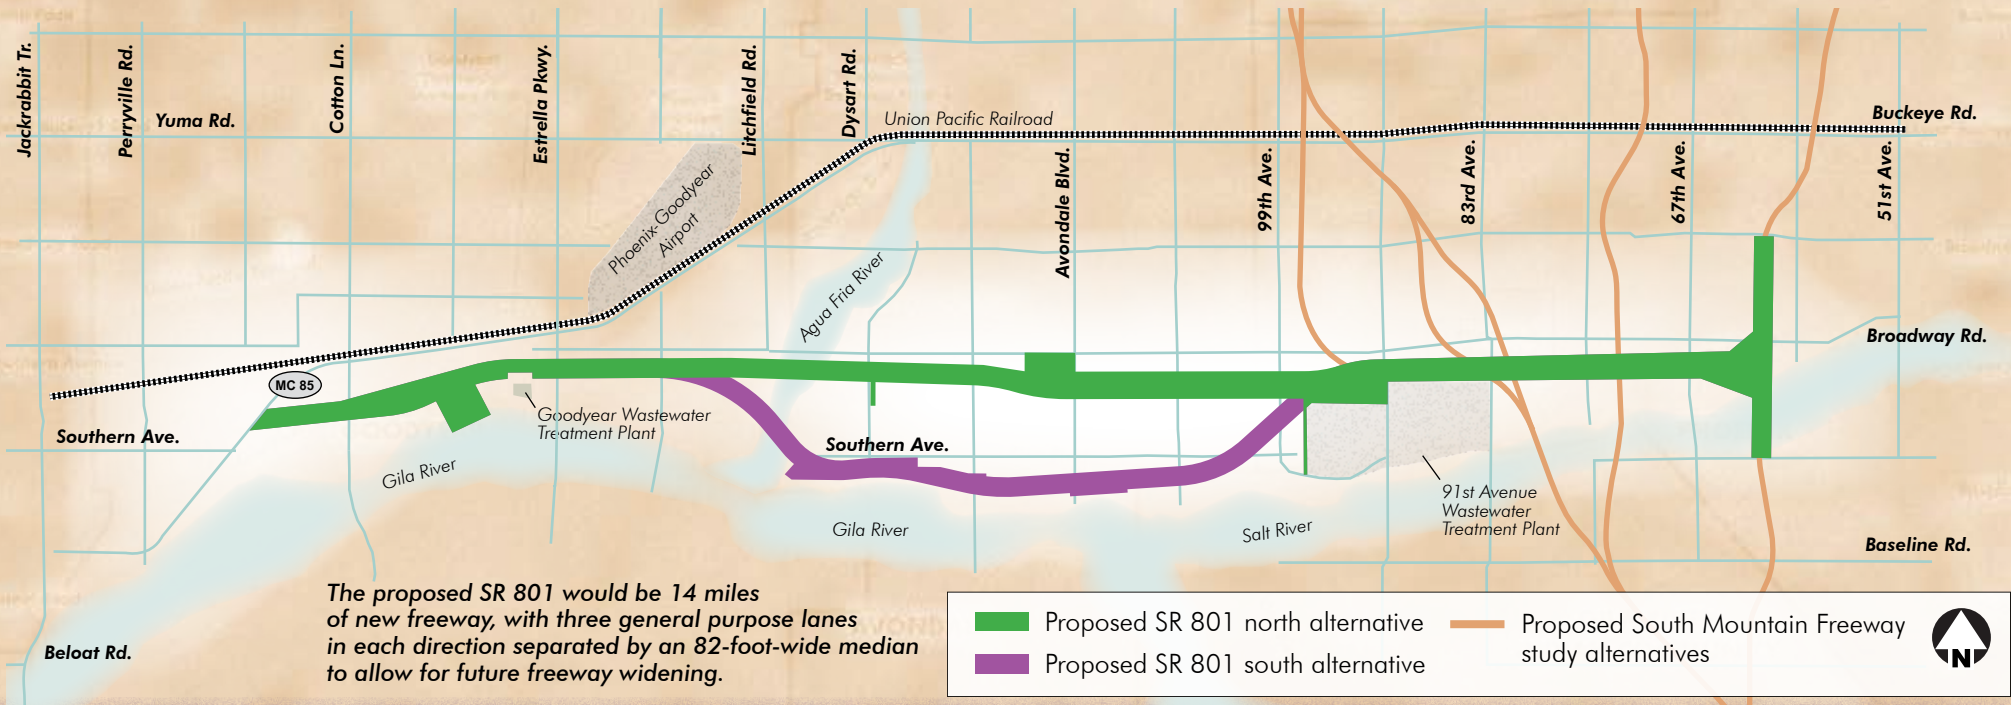 Jackrabbit Tr.
Perryville Rd.
Yuma Rd.
Cotton Ln.
Estrella Pkwy.
Litchfield Rd.
Dysart Rd.
Union Pacific Railroad
Buckeye Rd.
Avondale Blvd.
99th Ave.
83rd Ave.
67th Ave.
51st Ave.
Phoenix-Goodyear
Airport
Agua Fria River
Broadway Rd.
MC 85
Goodyear Wastewater
Treatment Plant
Southern Ave.
Southern Ave.
Gila River
Gila River
Salt River
91st Avenue
Wastewater
Treatment Plant
Baseline Rd.
Beloat Rd.
The proposed SR 801 would be 14 miles
of new freeway, with three general purpose lanes
in each direction separated by an 82-foot-wide median
to allow for future freeway widening.
Proposed SR 801 north alternative
Proposed SR 801 south alternative
Proposed South Mountain Freeway
study alternatives
N